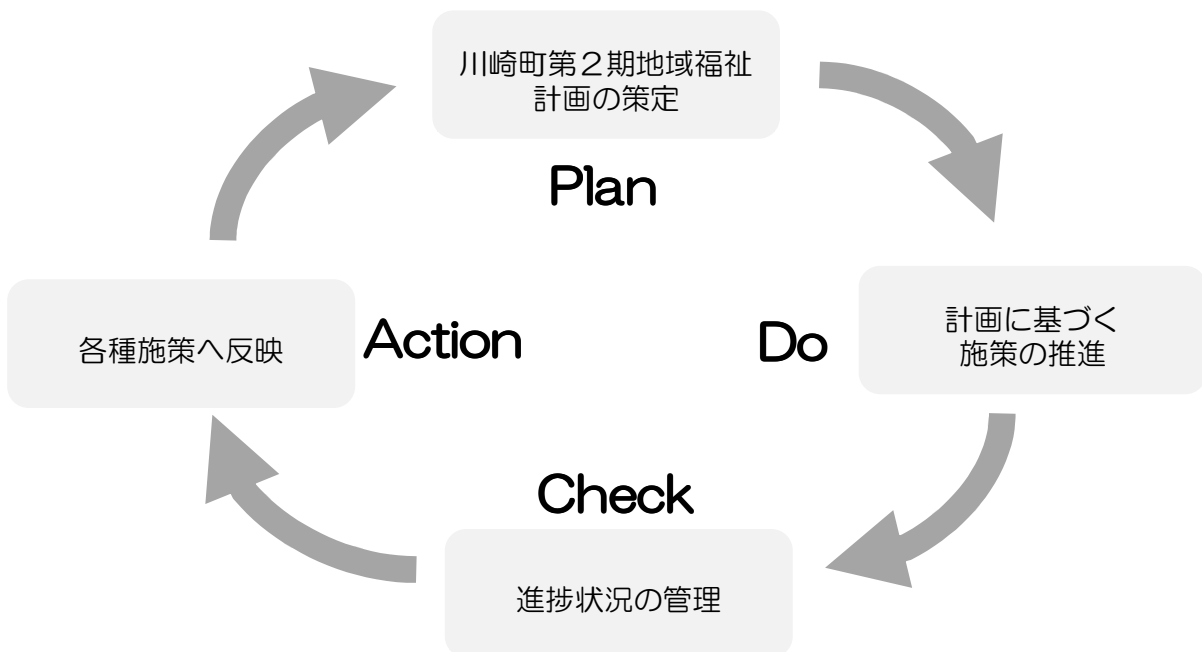 川崎町第２期地域福祉
計画の策定
Plan
計画に基づく
施策の推進
Do
Check
進捗状況の管理
各種施策へ反映
Action